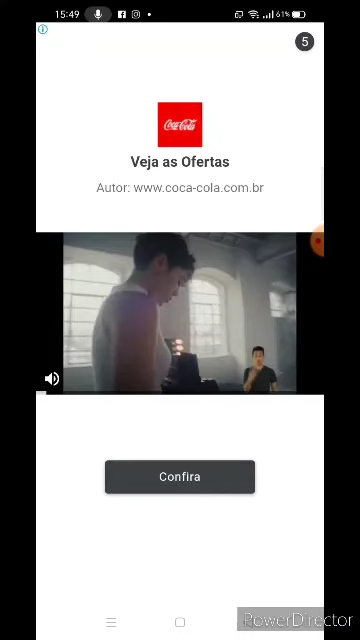 15:49
61%
5
Coca-Cola
Veja as Ofertas
Autor: www.coca-cola.com.br
Confira
PowerDirector